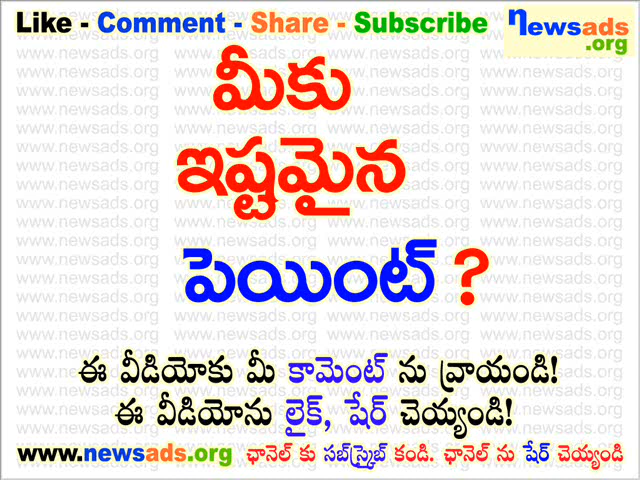 Like - Comment - Share - Subscribe
newsads
.org
మీకు
ఇష్టమైన
పెయింట్ ?
ఈ వీడియోకు మీ కామెంట్ ను వ్రాయండి!
ఈ వీడియోను లైక్, షేర్ చెయ్యండి!
www.newsads.org ఛానెల్ కు సబ్‌స్క్రైబ్ కండి. ఛానెల్ ను షేర్ చెయ్యండి